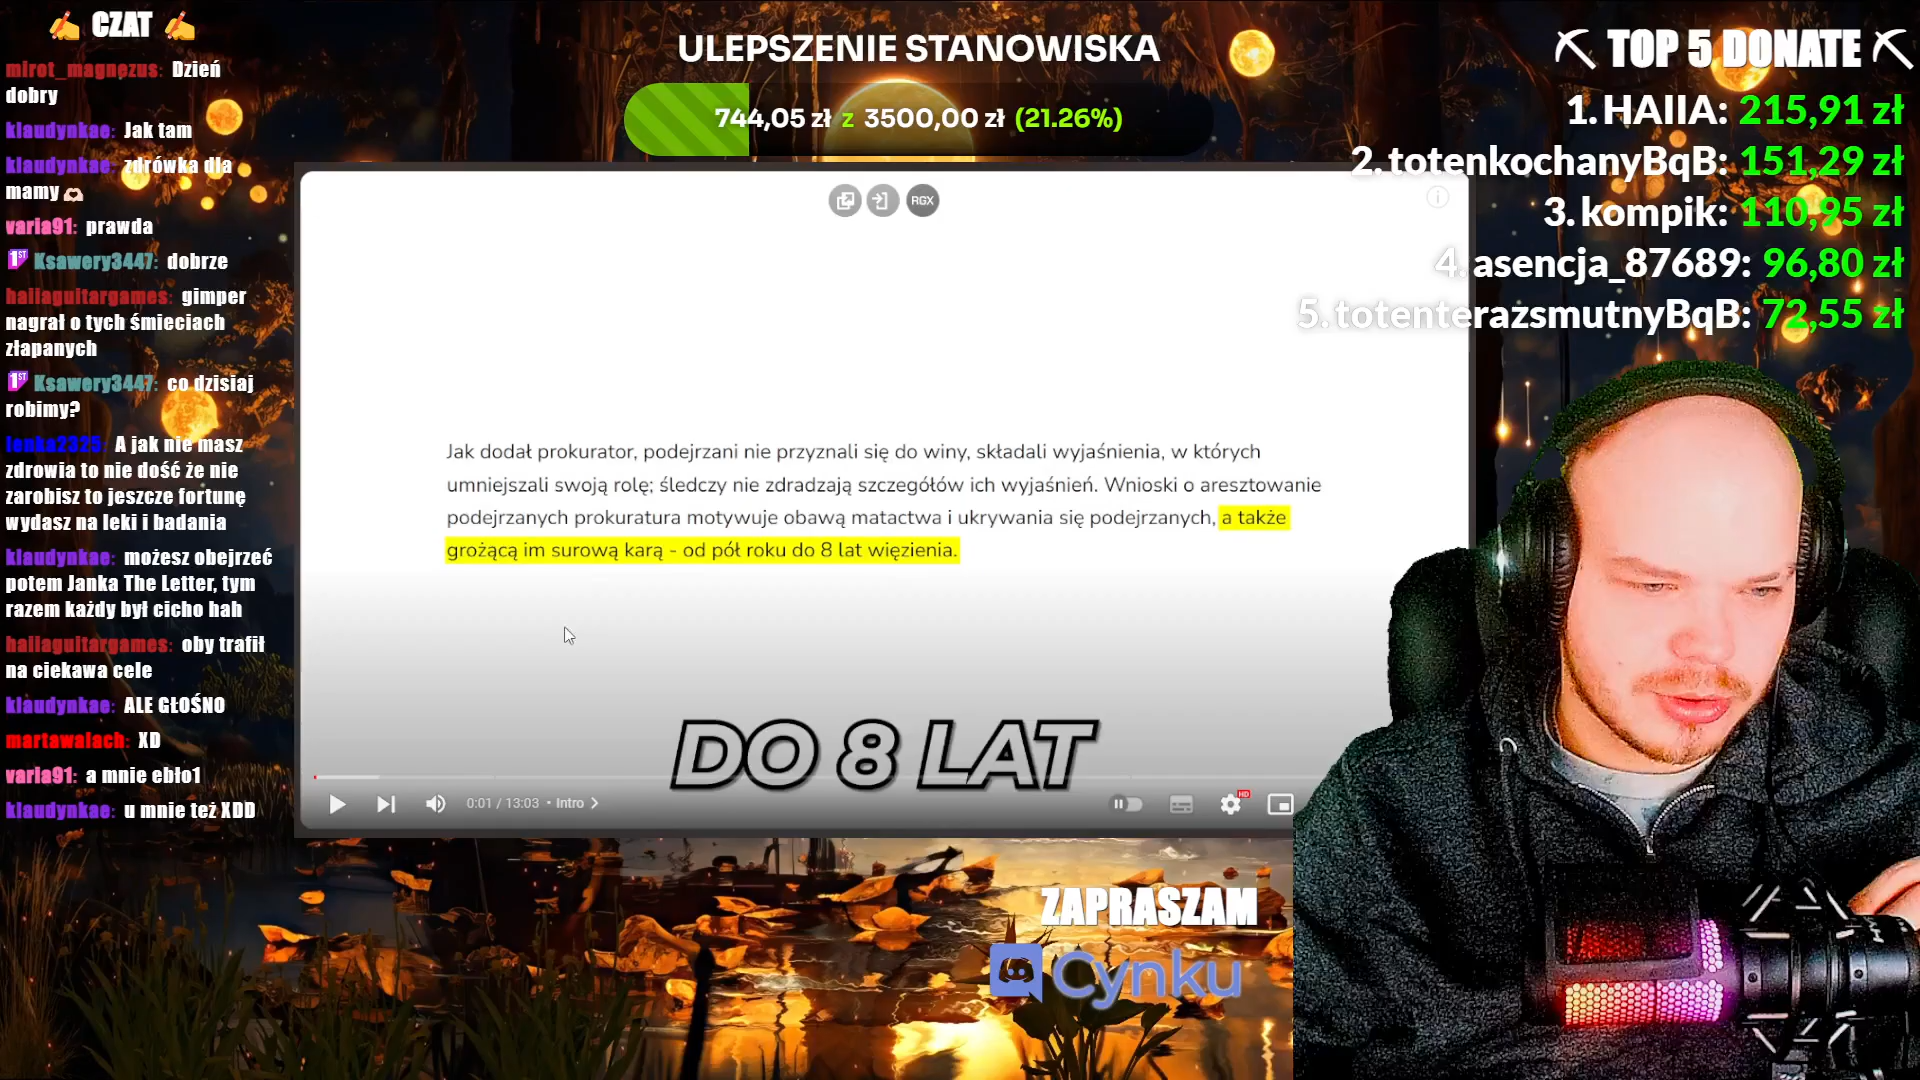 CZAT
mirot_magnezus: Dzień
dobry
klaudynkae: Jak tam
klaudynkae: zdrówka dla
mamy
varia91: prawda
1ST Ksawery3447: dobrze
haiiaguitargames: gimper
nagrał o tych śmieciach
złapanych
1ST Ksawery3447: co dzisiaj
robimy?
lenka2325: A jak nie masz
zdrowia to nie dość że nie
zarobisz to jeszcze fortunę
wydasz na leki i badania
klaudynkae: możesz obejrzeć
potem Janka The Letter, tym
razem każdy był cicho hah
haiiaguitargames: oby trafił
na ciekawa cele
klaudynkae: ALE GŁOŚNO
martawalach: XD
varia91: a mnie ebło1
klaudynkae: u mnie też XDD
ULEPSZENIE STANOWISKA
744,05 zł z 3500,00 zł (21.26%)
RGX
Jak dodał prokurator, podejrzani nie przyznali się do winy, składali wyjaśnienia, w których
umniejszali swoją rolę; śledczy nie zdradzają szczegółów ich wyjaśnień. Wnioski o aresztowanie
podejrzanych prokuratura motywuje obawą matactwa i ukrywania się podejrzanych, a także
grożącą im surową karą - od pół roku do 8 lat więzienia.
DO 8 LAT
0:01 / 13:03 • Intro
HD
TOP 5 DONATE
1. HAIIA: 215,91 zł
2. totenkochanyBqB: 151,29 zł
3. kompik: 110,95 zł
4. asencja_87689: 96,80 zł
5. totenterazsmutnyBqB: 72,55 zł
ZAPRASZAM
Cynku